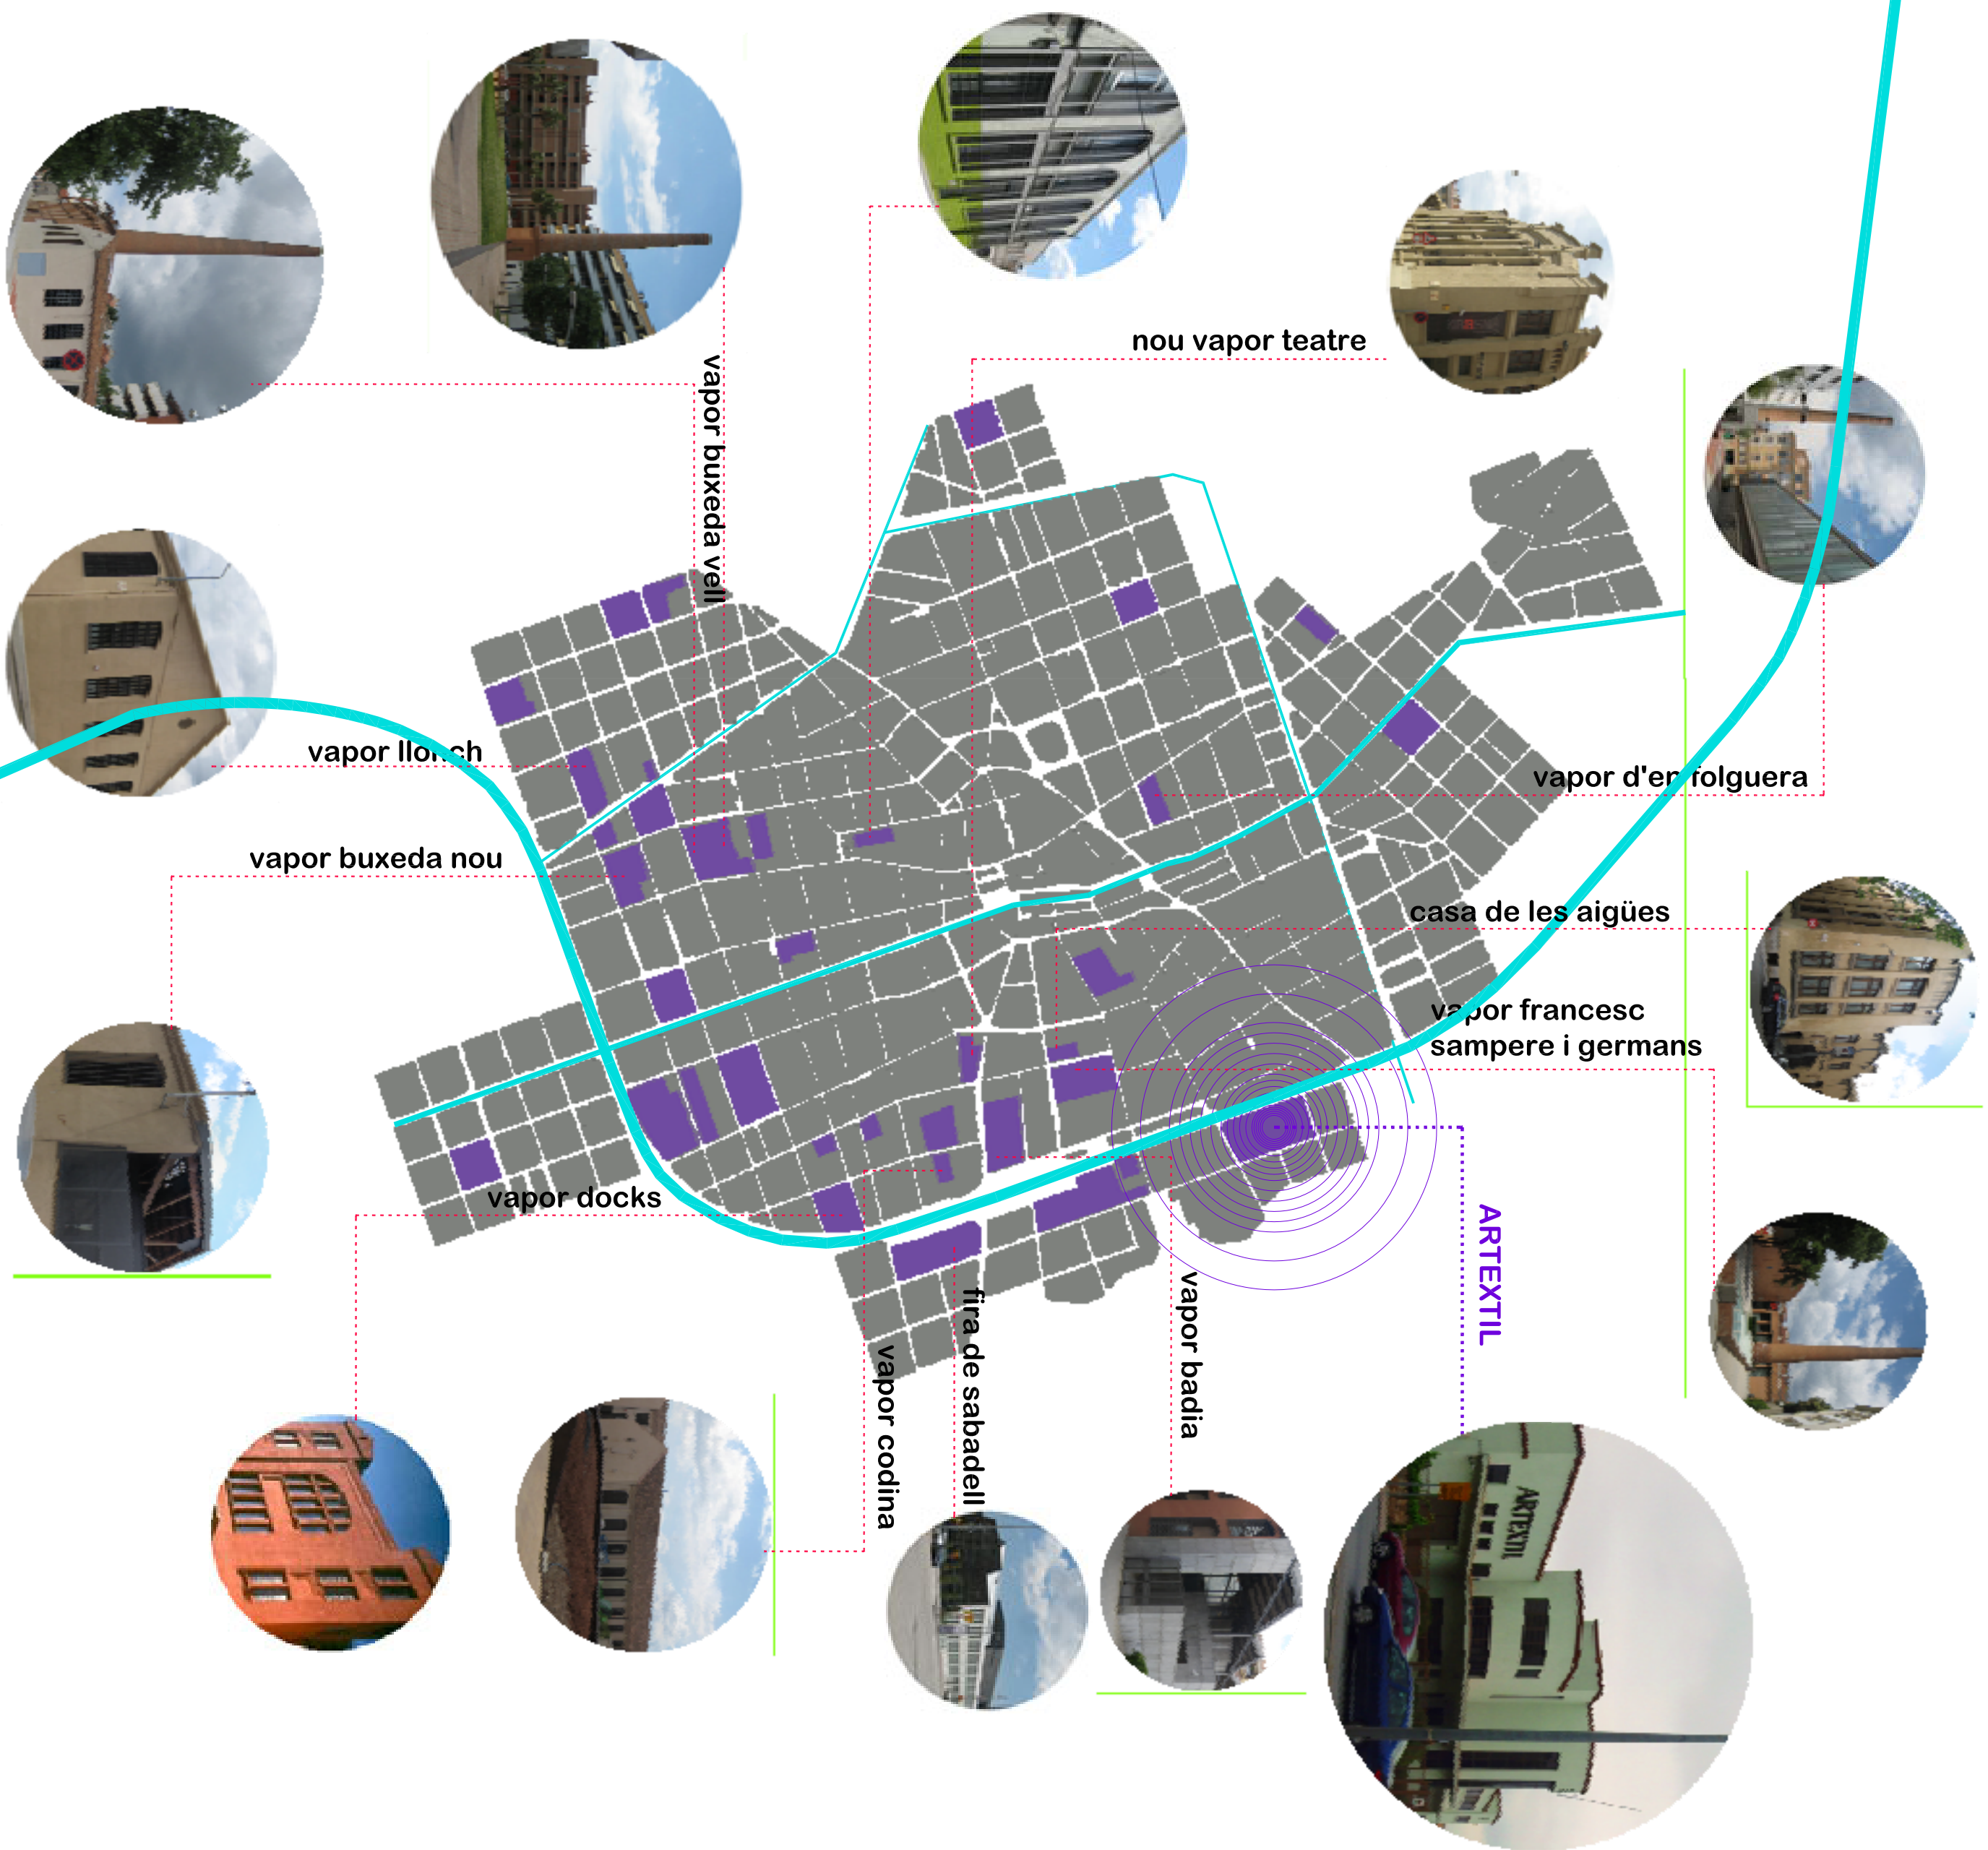 nou vapor teatre
vapor buxeda vell
vapor llonch
vapor d'en folguera
vapor buxeda nou
casa de les aigües
vapor francesc
sampere i germans
vapor docks
ARTEXTIL
vapor badia
fira de sabadell
vapor codina
ARTEXTIL